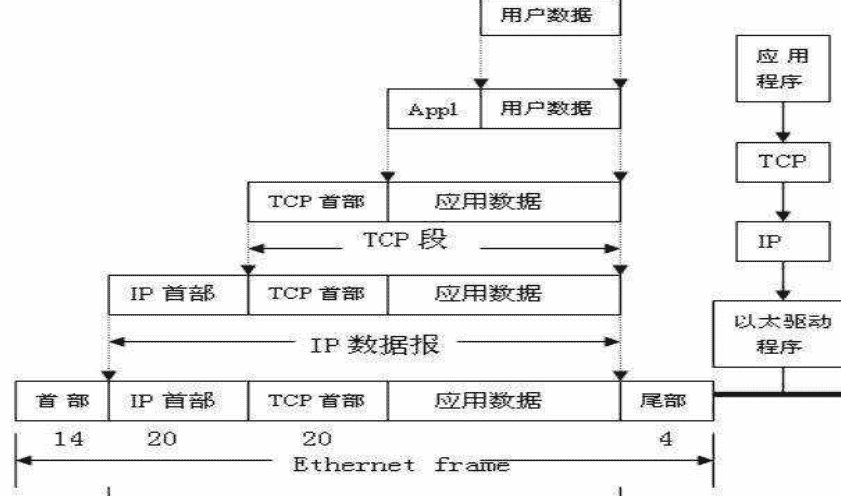 用户数据
Appl 用户数据
TCP 首部 应用数据
TCP 段
IP 首部 TCP 首部 应用数据
IP 数据报
首 部 IP 首部 TCP 首部 应用数据 尾部
14 20 20 4
Ethernet frame
应 用
程序
TCP
IP
以太驱动
程序